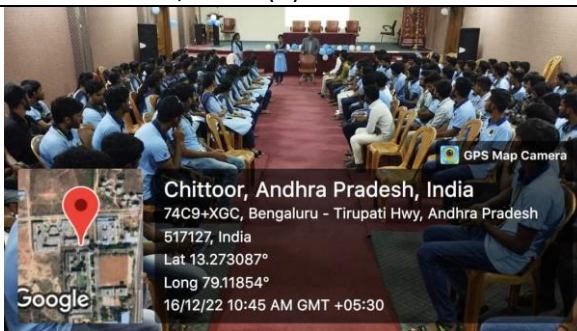 GPS Map Camera
Chittoor, Andhra Pradesh, India
74C9+XGC, Bengaluru - Tirupati Hwy, Andhra Pradesh
517127, India
Lat 13.273087°
Long 79.11854°
16/12/22 10:45 AM GMT +05:30
Google